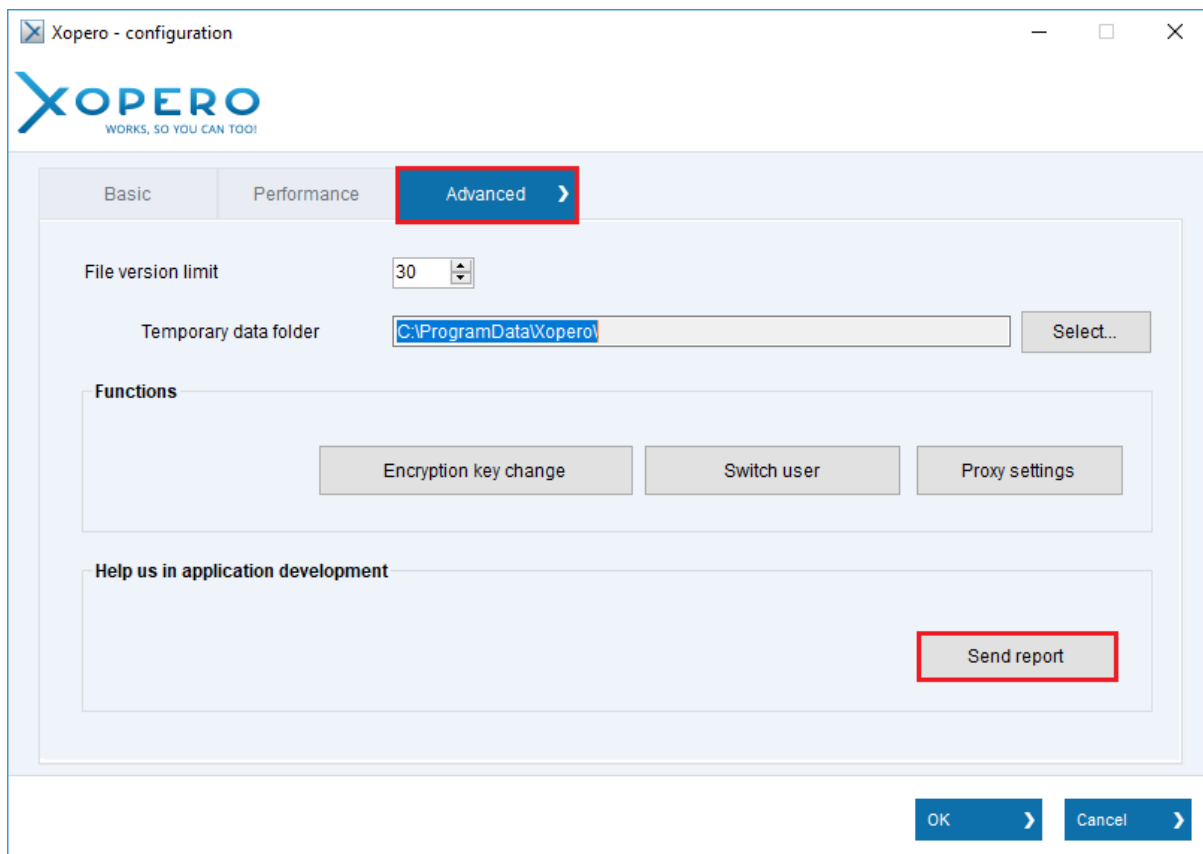 Xopero - configuration
XOPERO
WORKS, SO YOU CAN TOO!
Basic Performance Advanced
File version limit 30
Temporary data folder C:\ProgramData\Xopero\ Select...
Functions
Encryption key change Switch user Proxy settings
Help us in application development
Send report
OK Cancel